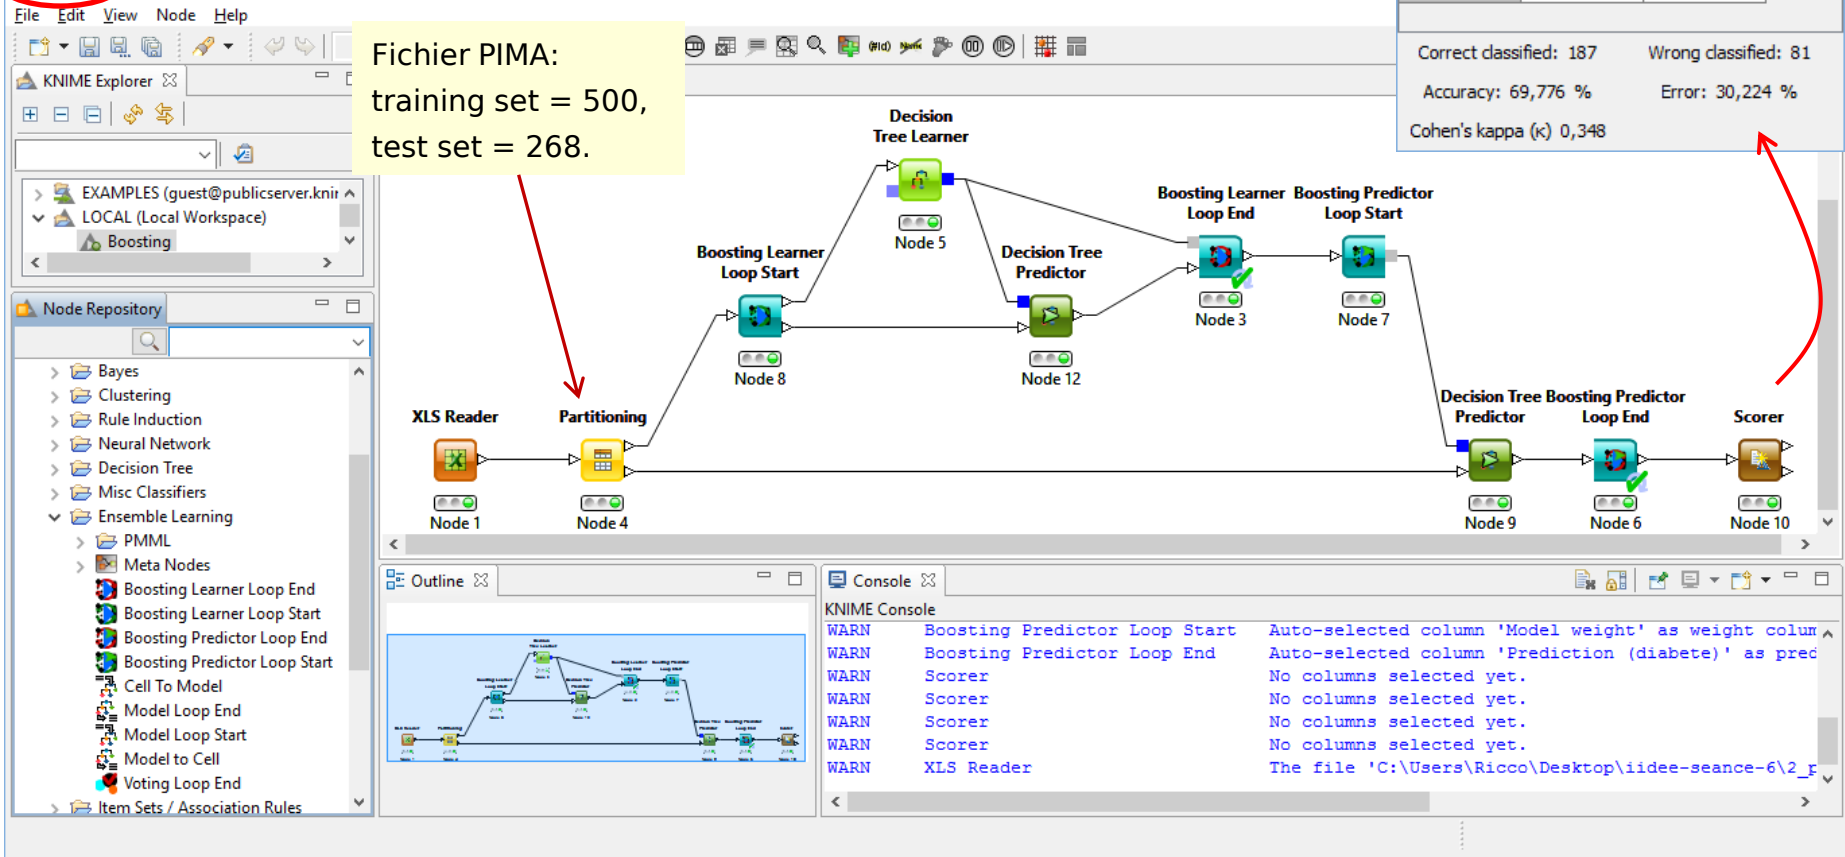 File Edit View Node Help
Fichier PIMA:
training set = 500,
test set = 268.
Correct classified: 187 Wrong classified: 81
Accuracy: 69,776 % Error: 30,224 %
Cohen's kappa (κ) 0,348
KNIME Explorer
EXAMPLES (guest@publicserver.knir
LOCAL (Local Workspace)
Boosting
Node Repository
Bayes
Clustering
Rule Induction
Neural Network
Decision Tree
Misc Classifiers
Ensemble Learning
PMML
Meta Nodes
Boosting Learner Loop End
Boosting Learner Loop Start
Boosting Predictor Loop End
Boosting Predictor Loop Start
Cell To Model
Model Loop End
Model Loop Start
Model to Cell
Voting Loop End
Item Sets / Association Rules
Decision
Tree Learner
Node 5
Boosting Learner
Loop Start
Node 8
Decision Tree
Predictor
Node 12
Boosting Learner
Loop End
Node 3
Boosting Predictor
Loop Start
Node 7
XLS Reader
Node 1
Partitioning
Node 4
Decision Tree
Predictor
Node 9
Boosting Predictor
Loop End
Node 6
Scorer
Node 10
Outline
Console
KNIME Console
WARN Boosting Predictor Loop Start Auto-selected column 'Model weight' as weight colum
WARN Boosting Predictor Loop End Auto-selected column 'Prediction (diabete)' as pred
WARN Scorer No columns selected yet.
WARN Scorer No columns selected yet.
WARN Scorer No columns selected yet.
WARN Scorer No columns selected yet.
WARN XLS Reader The file 'C:\Users\Ricco\Desktop\iidee-seance-6\2_p